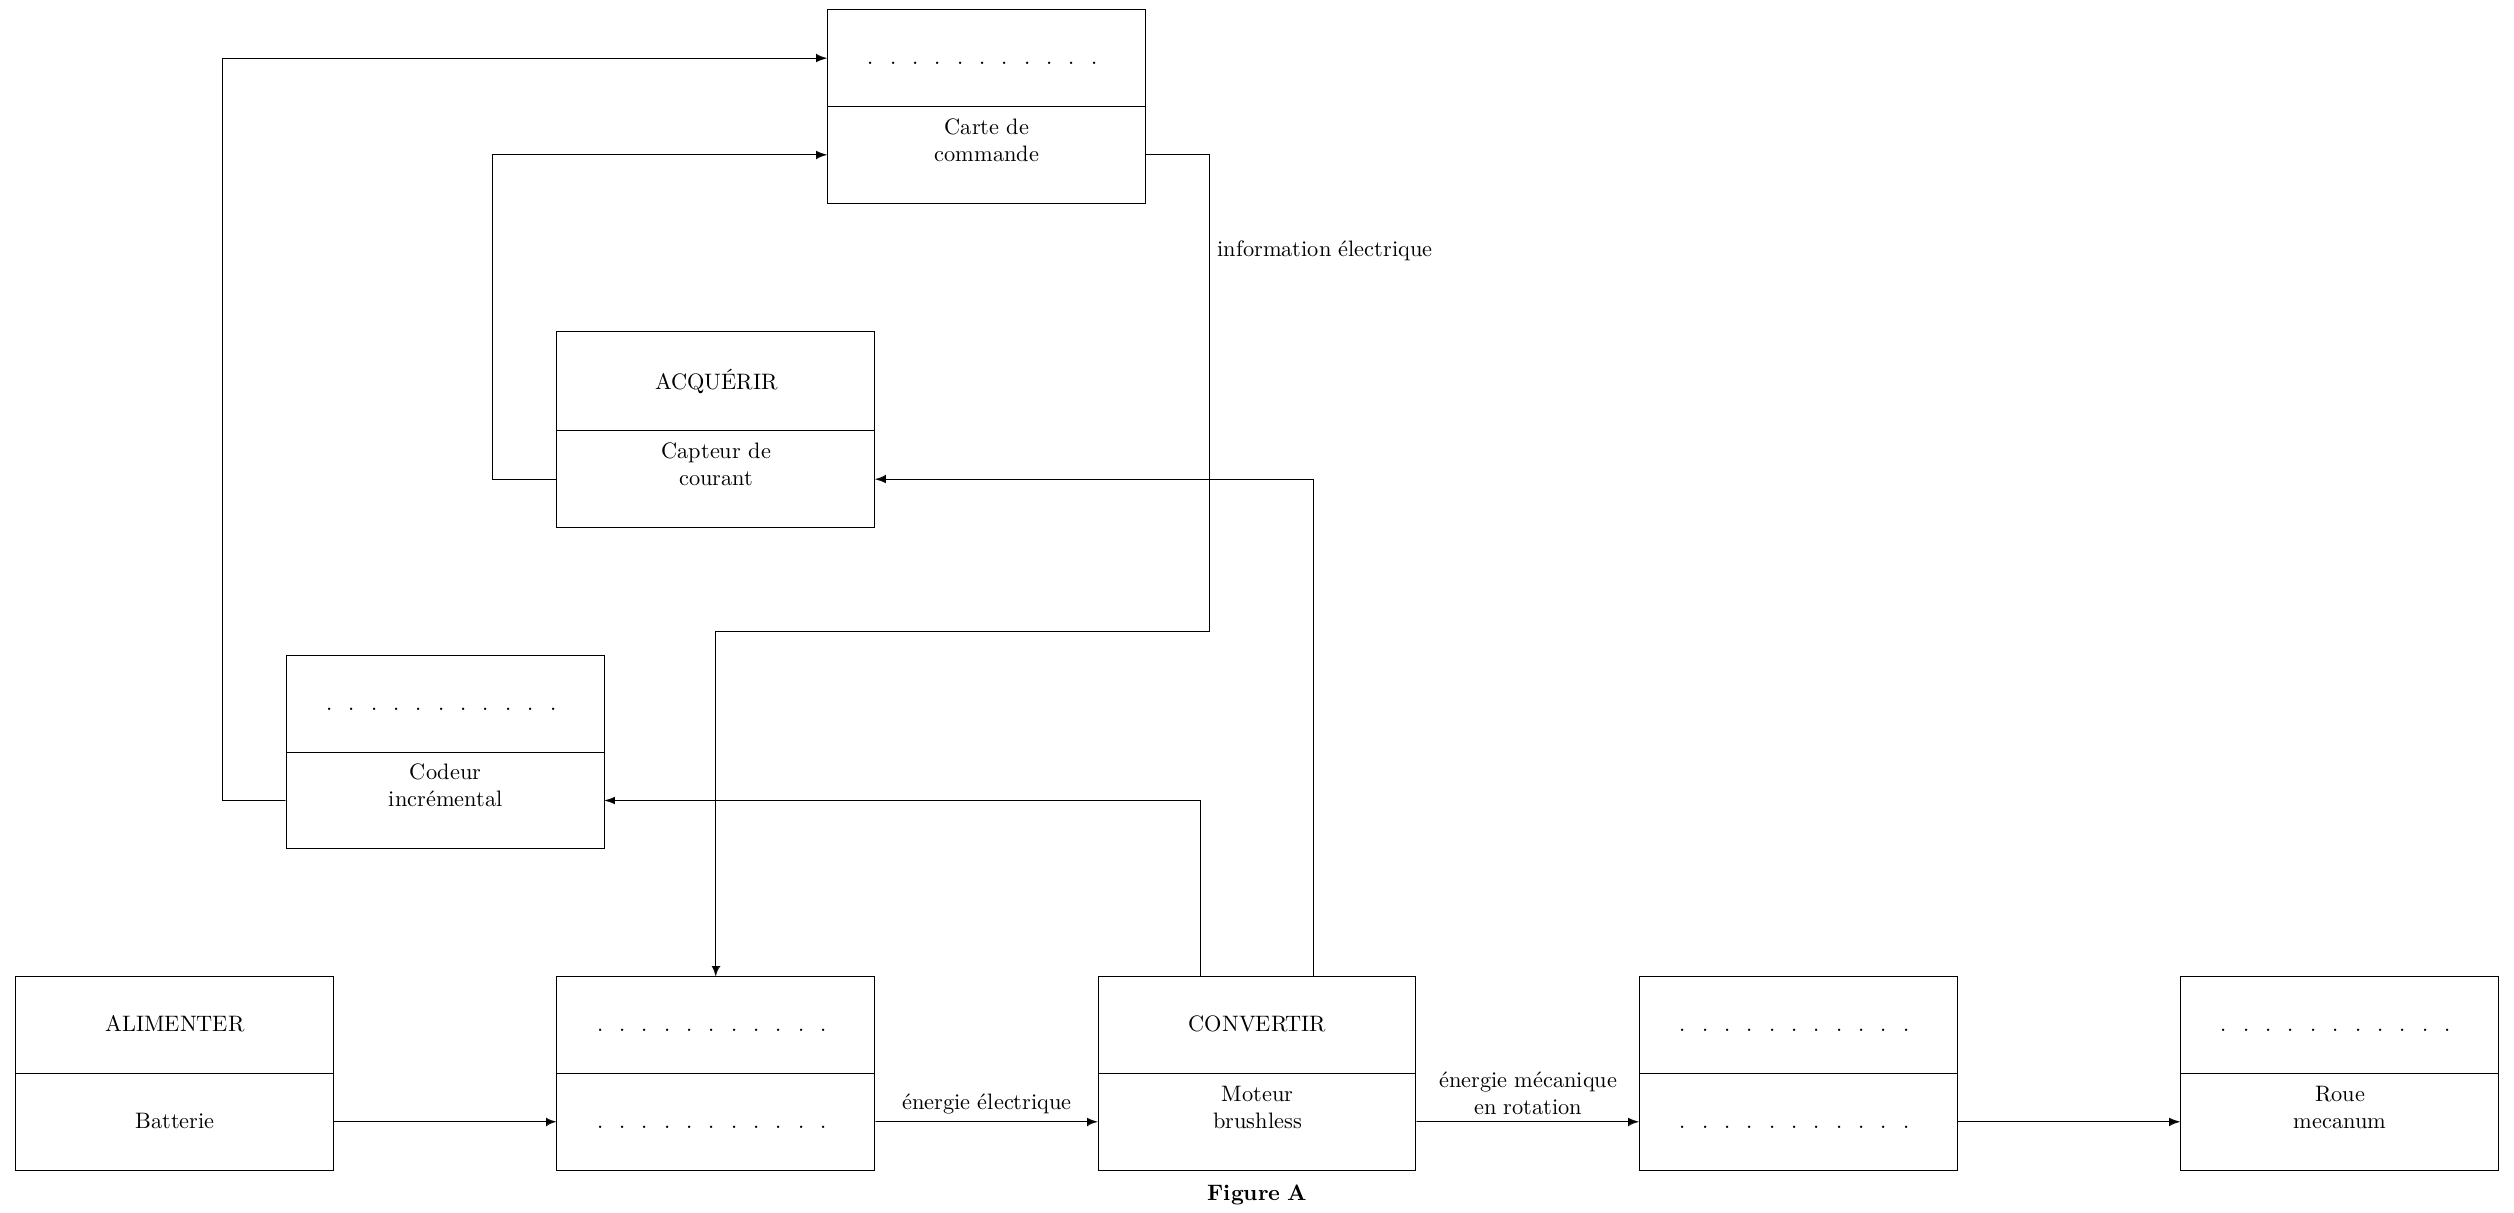 . . . . . . . . . . .
Carte de
commande
information électrique
ACQUÉRIR
Capteur de
courant
. . . . . . . . . . .
Codeur
incrémental
ALIMENTER
Batterie
. . . . . . . . . . .
. . . . . . . . . . .
énergie électrique
CONVERTIR
Moteur
brushless
énergie mécanique
en rotation
. . . . . . . . . . .
. . . . . . . . . . .
. . . . . . . . . . .
Roue
mecanum
Figure A